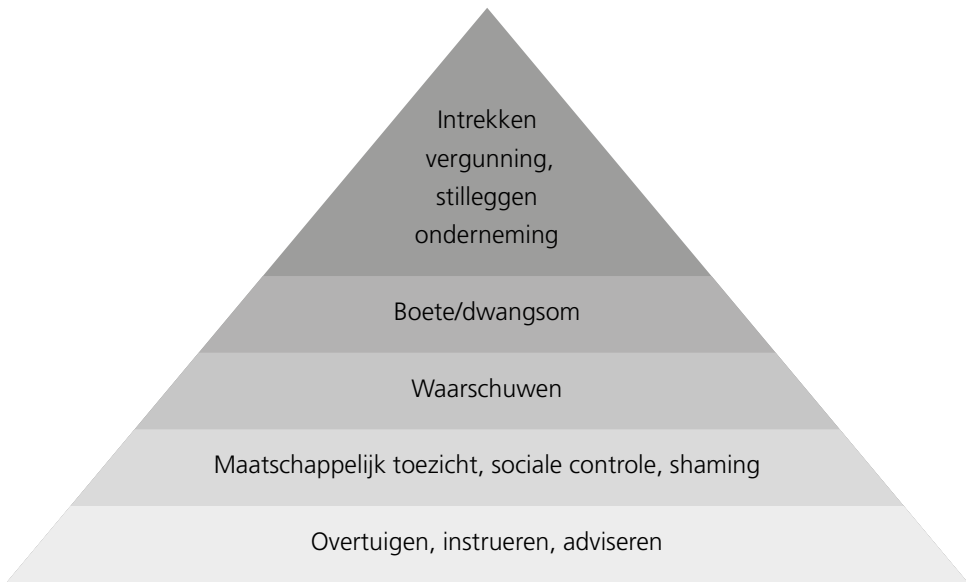 Intrekken
vergunning,
stilleggen
onderneming
Boete/dwangsom
Waarschuwen
Maatschappelijk toezicht, sociale controle, shaming
Overtuigen, instrueren, adviseren